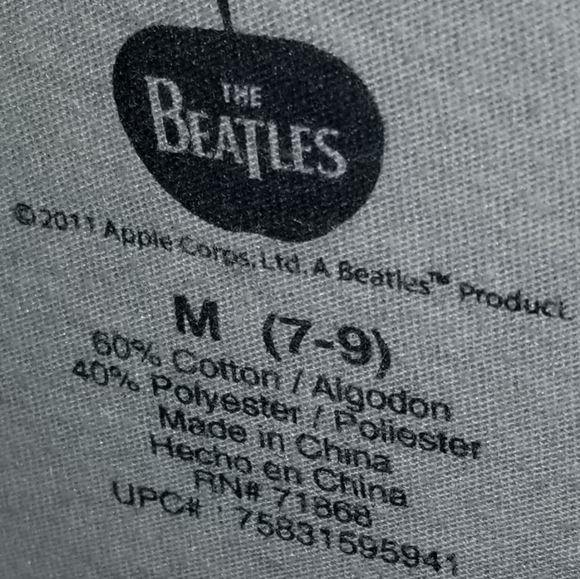 THE
BEATLES
©2011 Apple Corps. Ltd. A Beatles™ Product
M (7-9)
60% Cotton / Algodon
40% Polyester / Poliester
Made in China
Hecho en China
RN# 71868
UPC# 75831595941